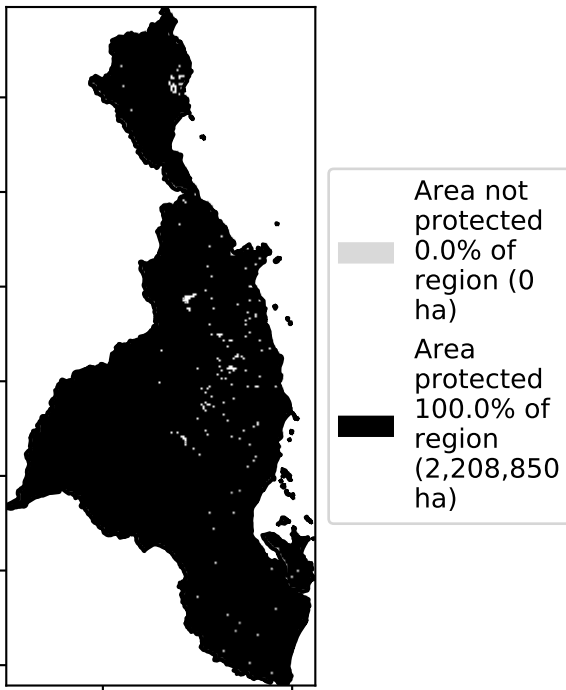 Area not
protected
0.0% of
region (0
ha)
Area
protected
100.0% of
region
(2,208,850
ha)